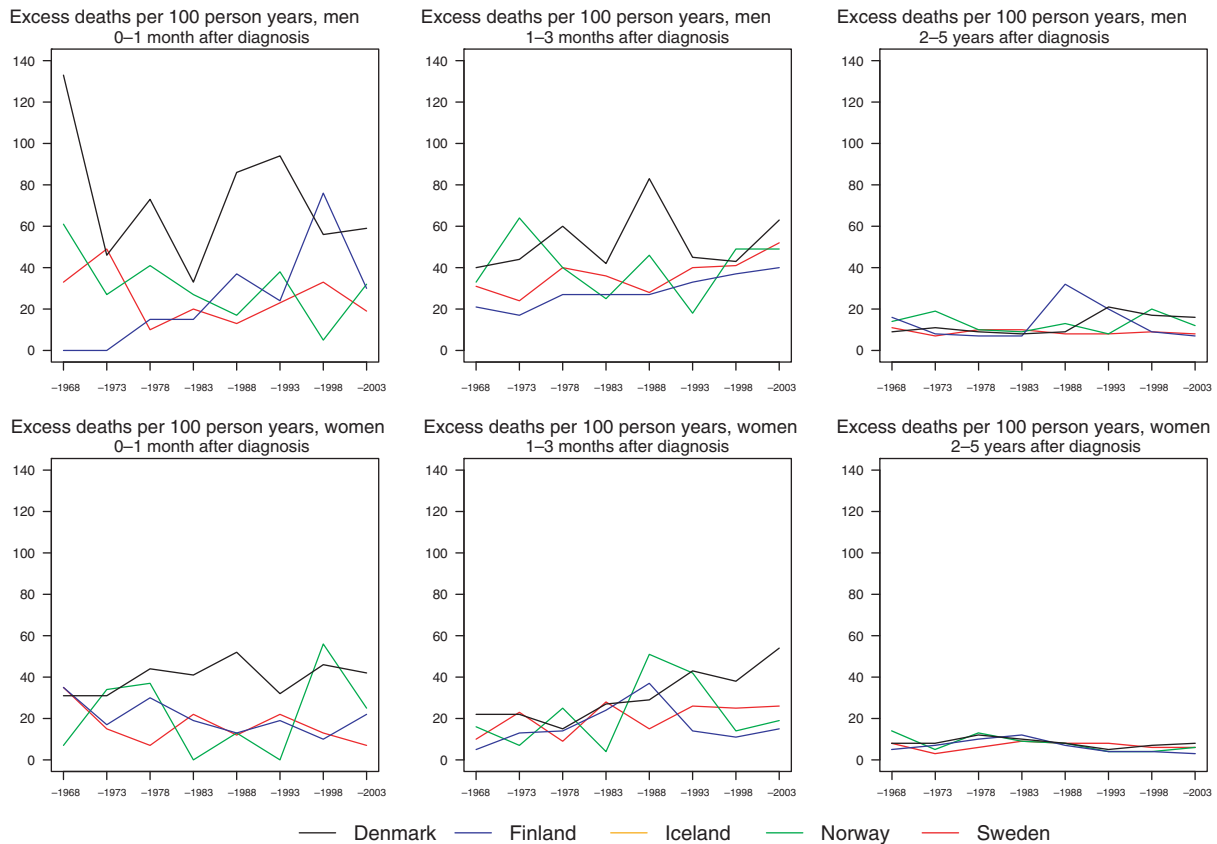 Excess deaths per 100 person years, men
0–1 month after diagnosis
140
120
100
80
60
40
20
0
–1968 –1973 –1978 –1983 –1988 –1993 –1998 –2003
Excess deaths per 100 person years, men
1–3 months after diagnosis
140
120
100
80
60
40
20
0
–1968 –1973 –1978 –1983 –1988 –1993 –1998 –2003
Excess deaths per 100 person years, men
2–5 years after diagnosis
140
120
100
80
60
40
20
0
–1968 –1973 –1978 –1983 –1988 –1993 –1998 –2003
Excess deaths per 100 person years, women
0–1 month after diagnosis
140
120
100
80
60
40
20
0
–1968 –1973 –1978 –1983 –1988 –1993 –1998 –2003
Excess deaths per 100 person years, women
1–3 months after diagnosis
140
120
100
80
60
40
20
0
–1968 –1973 –1978 –1983 –1988 –1993 –1998 –2003
Excess deaths per 100 person years, women
2–5 years after diagnosis
140
120
100
80
60
40
20
0
–1968 –1973 –1978 –1983 –1988 –1993 –1998 –2003
Denmark Finland Iceland Norway Sweden